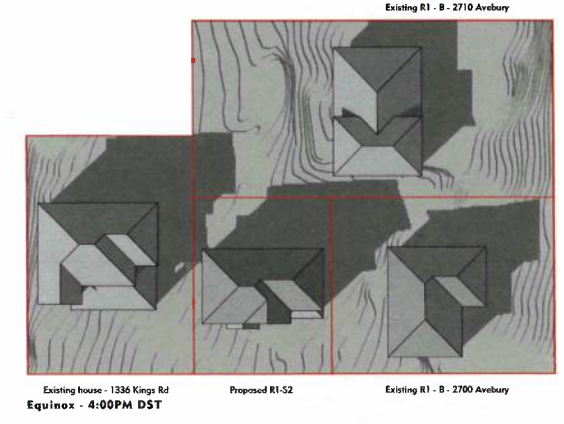 Existing R1 - B - 2710 Avebury
Existing house - 1336 Kings Rd
Proposed R1-S2
Existing R1 - B - 2700 Avebury
Equinox - 4:00PM DST